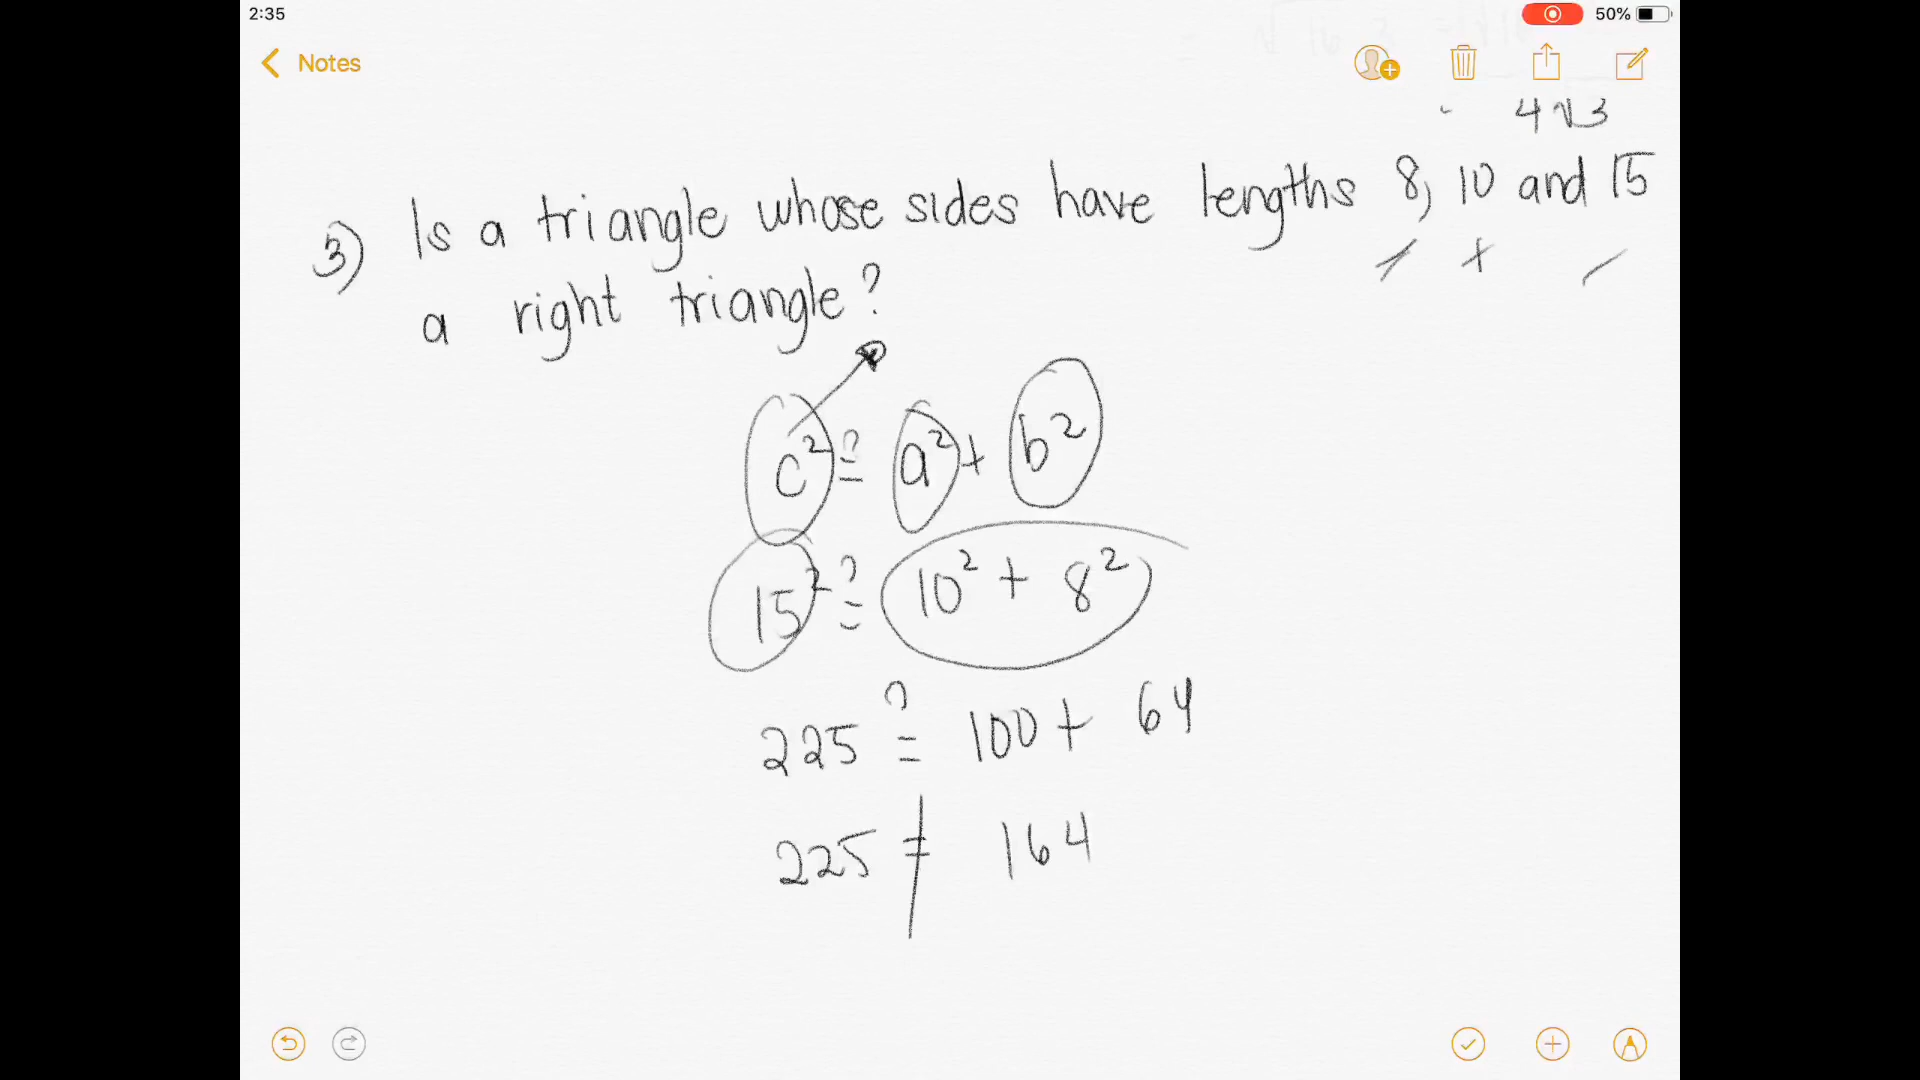 2:35
50%
Notes
4√3
3) Is a triangle whose sides have lengths 8, 10 and 15
a right triangle?
c² ≟ a² + b²
15² ≟ 10² + 8²
225 ≟ 100 + 64
225 ≠ 164